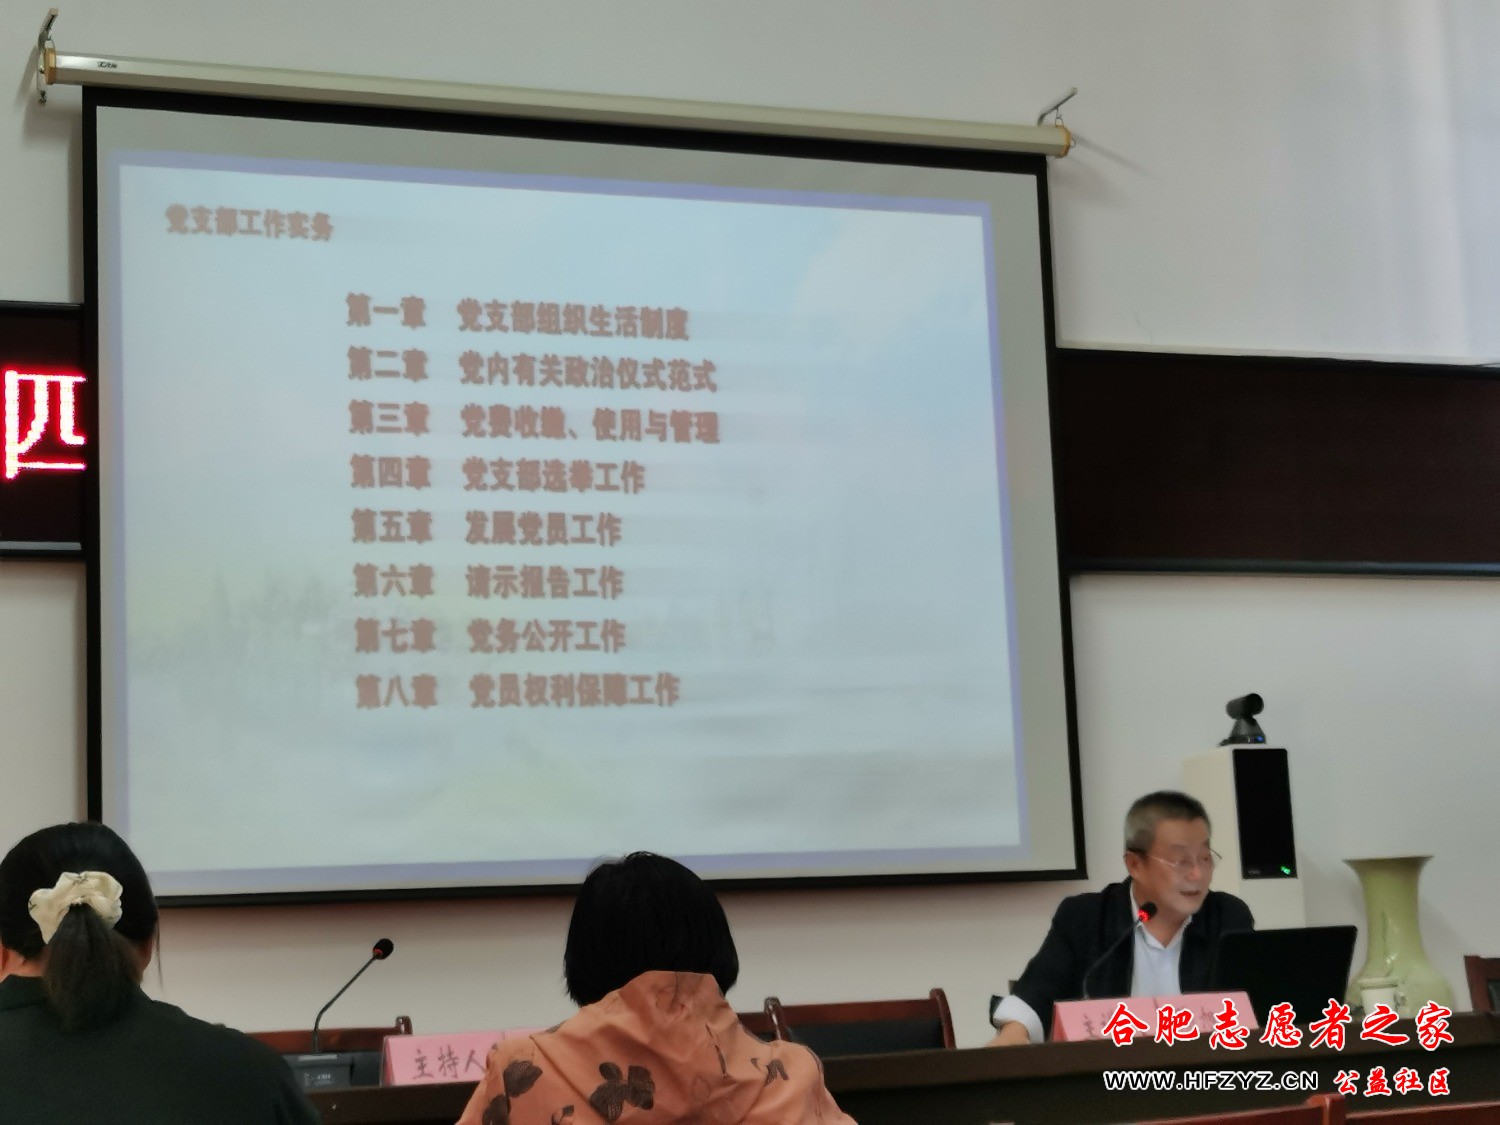 党支部工作实务
第一章 党支部组织生活制度
第二章 党内有关政治仪式范式
第三章 党费收缴、使用与管理
第四章 党支部选举工作
第五章 发展党员工作
第六章 请示报告工作
第七章 党务公开工作
第八章 党员权利保障工作
四
主持人
主
合肥志愿者之家
WWW.HFZYZ.CN 公益社区